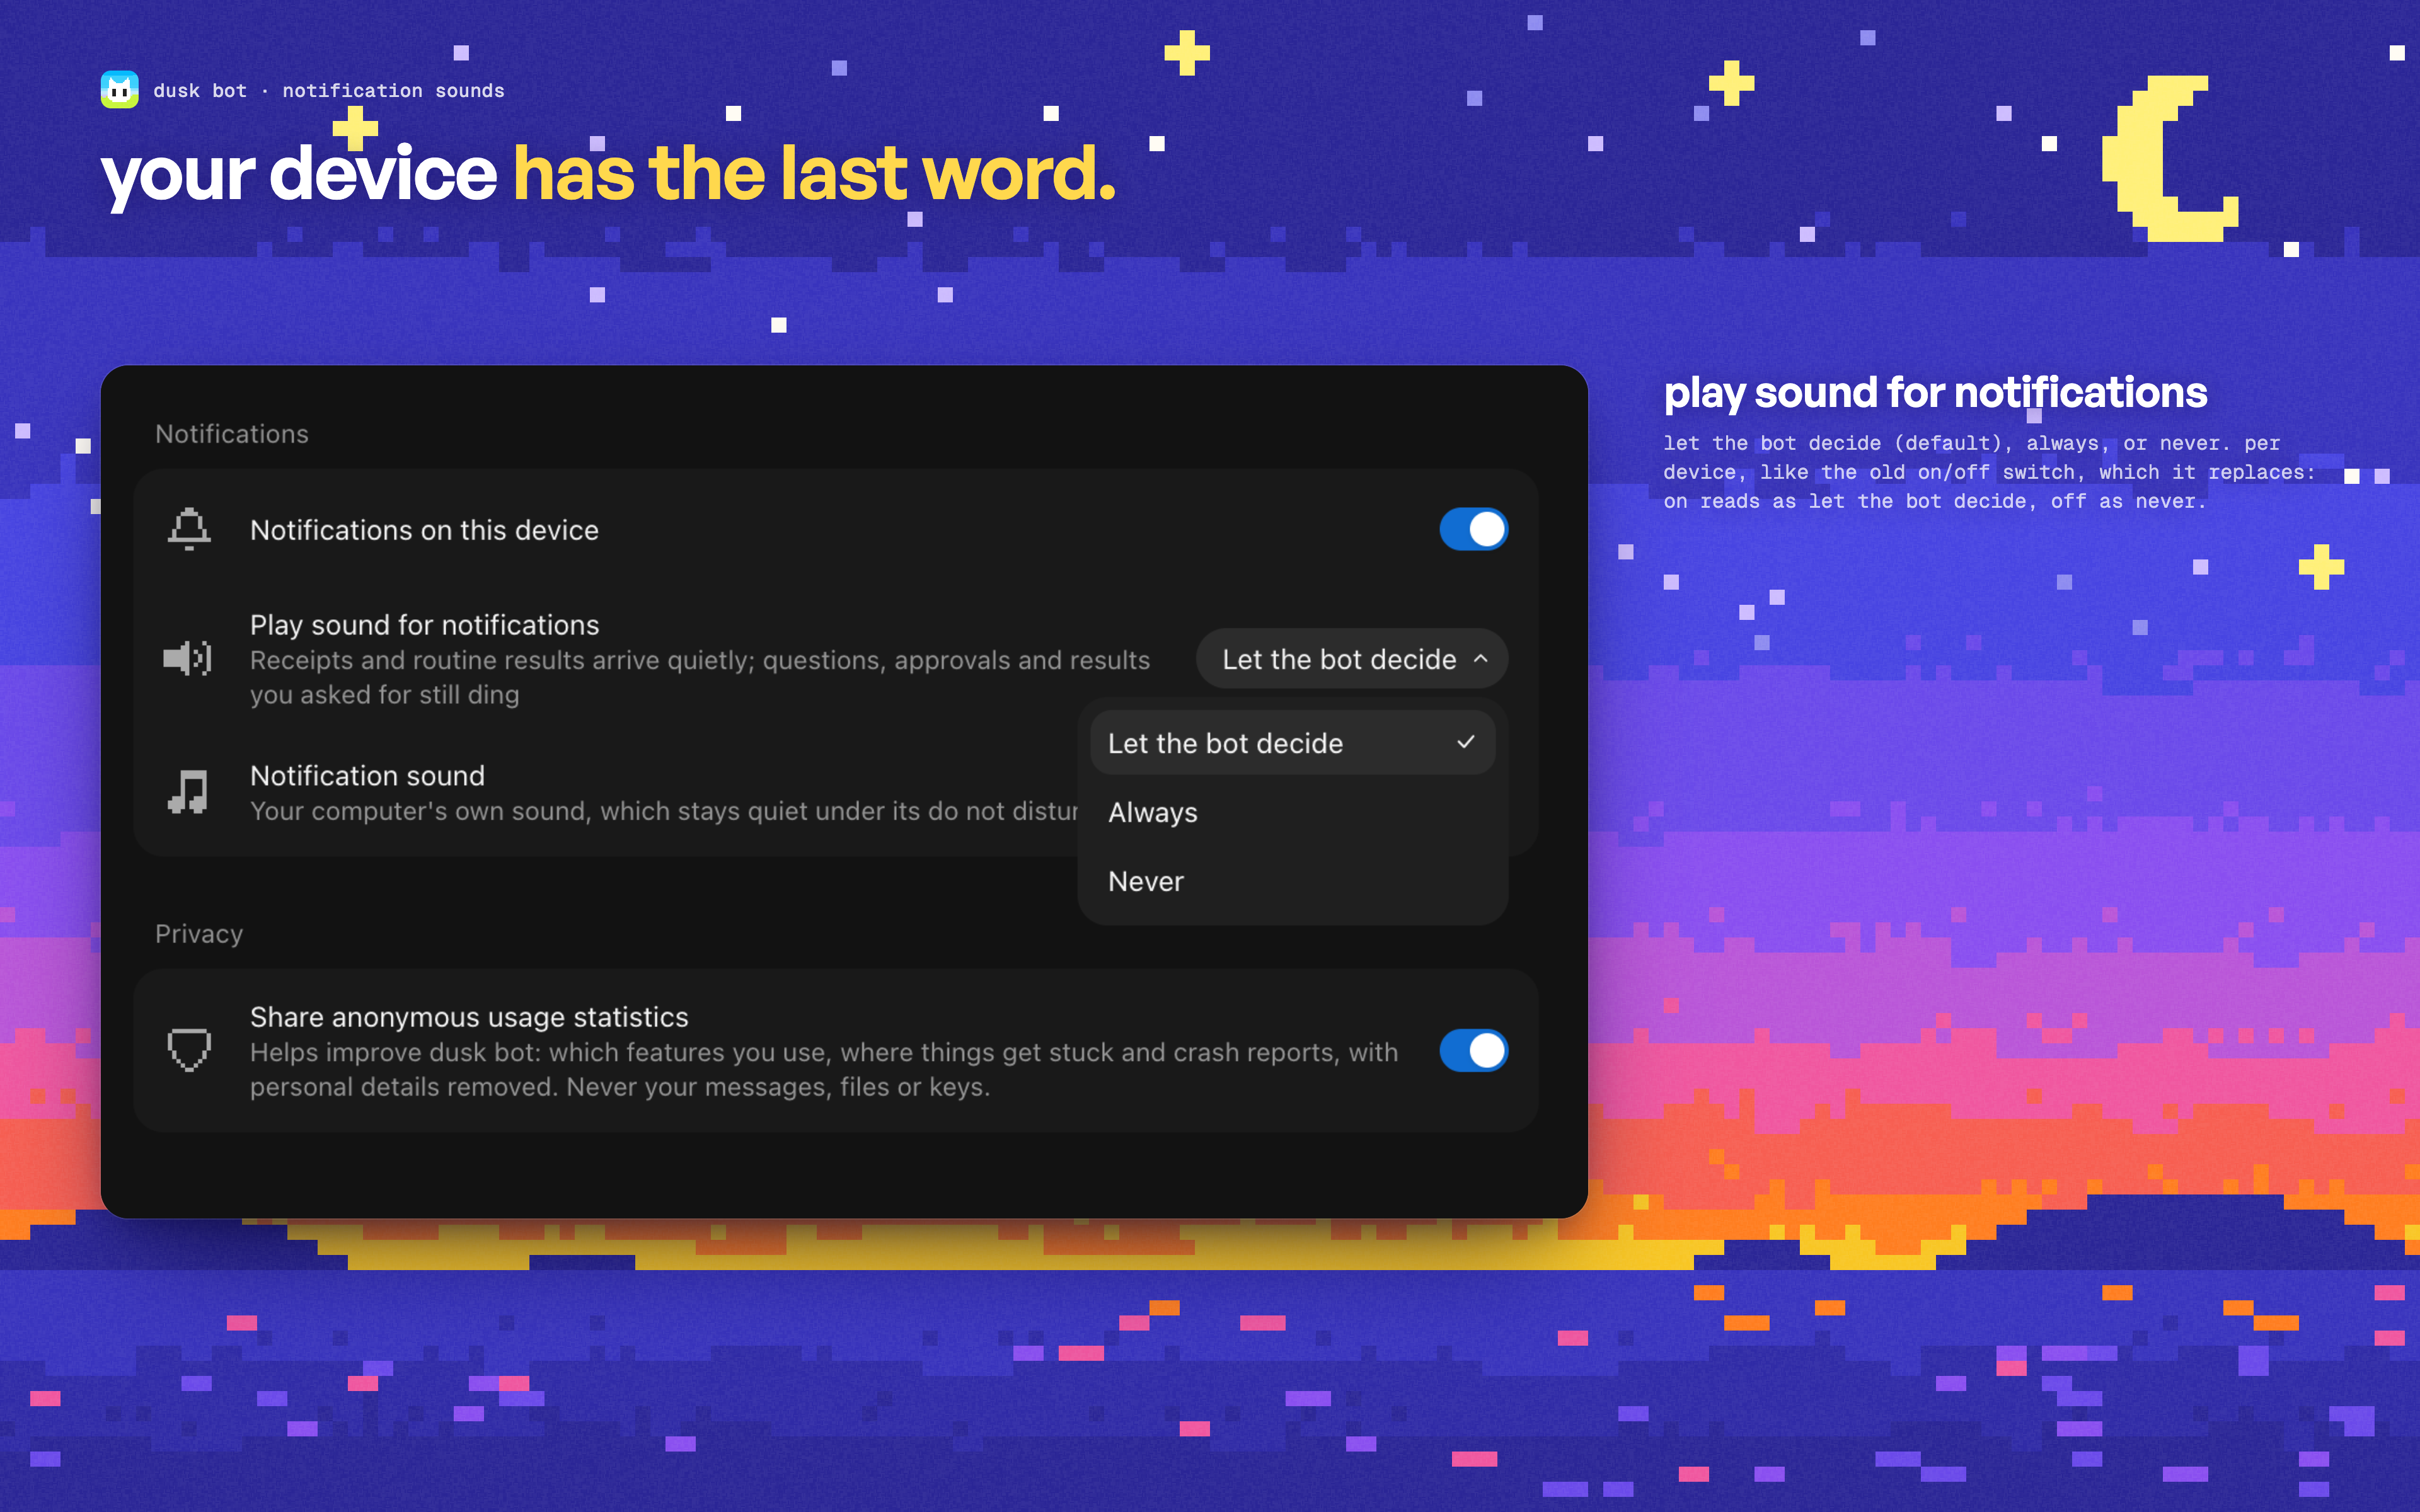 dusk bot · notification sounds
your device has the last word.
Notifications
Notifications on this device
Play sound for notifications
Receipts and routine results arrive quietly; questions, approvals and results
you asked for still ding
Let the bot decide
Let the bot decide
Always
Never
Notification sound
Your computer's own sound, which stays quiet under its do not
Privacy
Share anonymous usage statistics
Helps improve dusk bot: which features you use, where things get stuck and crash reports, with
personal details removed. Never your messages, files or keys.
play sound for notifications
let the bot decide (default), always, or never. per
device, like the old on/off switch, which it replaces:
on reads as let the bot decide, off as never.